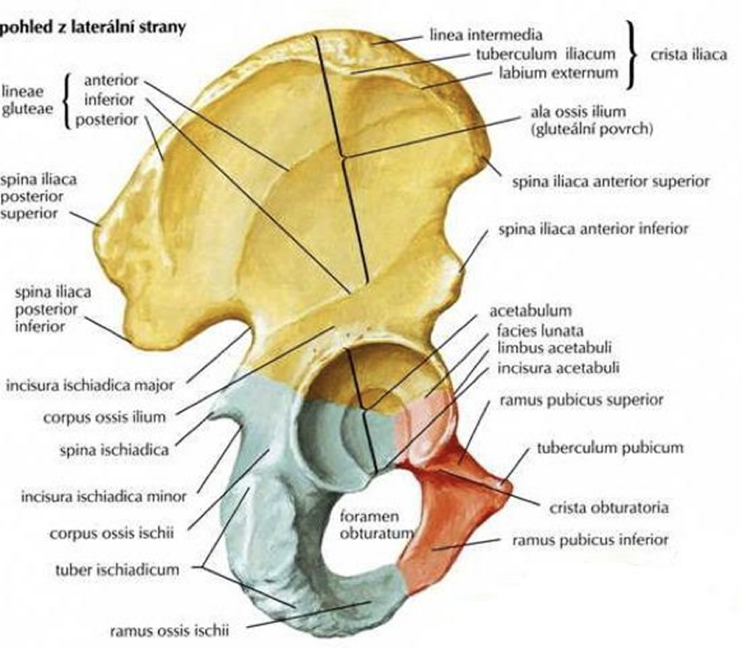 pohled z laterální strany
linea intermedia
tuberculum iliacum
labium externum
crista iliaca
lineae
gluteae
anterior
inferior
posterior
ala ossis ilium
(gluteální povrch)
spina iliaca
posterior
superior
spina iliaca anterior superior
spina iliaca anterior inferior
spina iliaca
posterior
inferior
acetabulum
facies lunata
limbus acetabuli
incisura acetabuli
incisura ischiadica major
ramus pubicus superior
corpus ossis ilium
spina ischiadica
tuberculum pubicum
incisura ischiadica minor
crista obturatoria
foramen
obturatum
corpus ossis ischii
ramus pubicus inferior
tuber ischiadicum
ramus ossis ischii